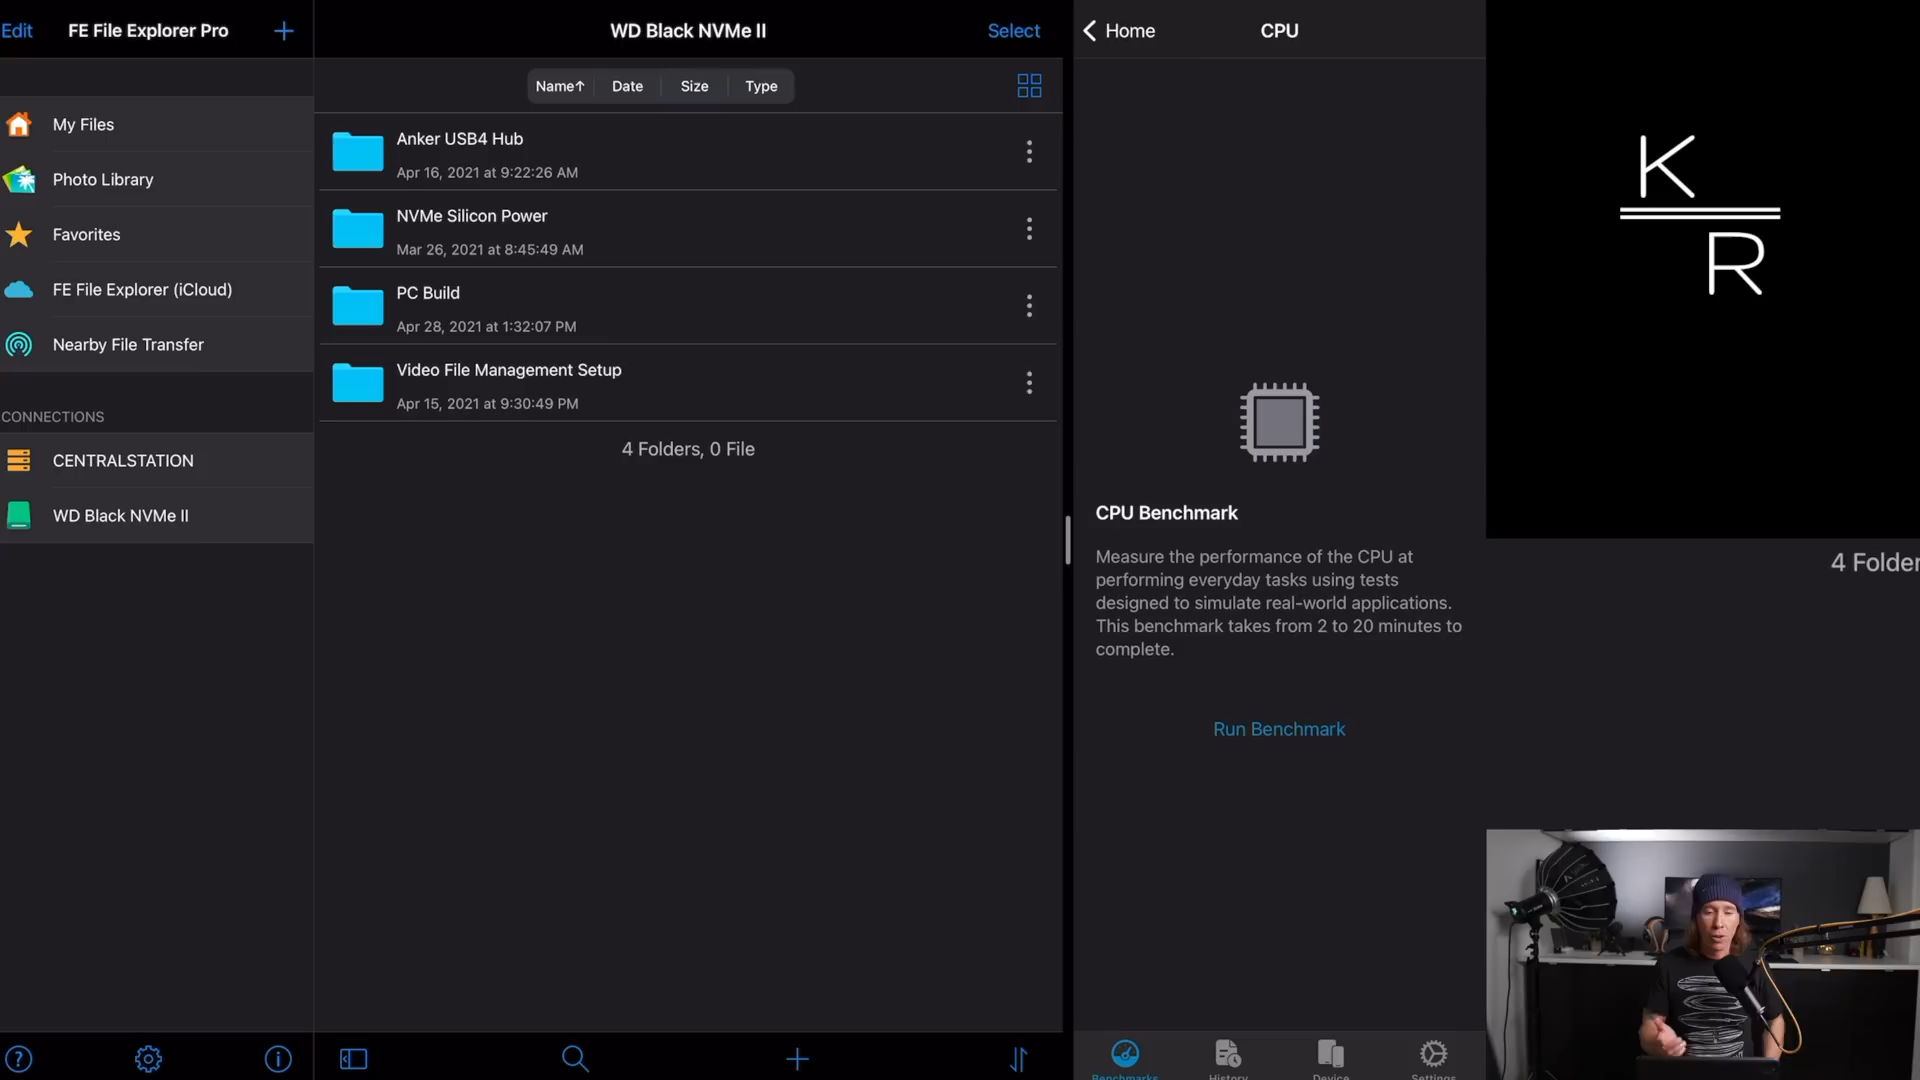 Edit
FE File Explorer Pro
My Files
Photo Library
Favorites
FE File Explorer (iCloud)
Nearby File Transfer
CONNECTIONS
CENTRALSTATION
WD Black NVMe II
WD Black NVMe II
Select
Name↑ Date Size Type
Anker USB4 Hub
Apr 16, 2021 at 9:22:26 AM
NVMe Silicon Power
Mar 26, 2021 at 8:45:49 AM
PC Build
Apr 28, 2021 at 1:32:07 PM
Video File Management Setup
Apr 15, 2021 at 9:30:49 PM
4 Folders, 0 File
Home
CPU
CPU Benchmark
Measure the performance of the CPU at
performing everyday tasks using tests
designed to simulate real-world applications.
This benchmark takes from 2 to 20 minutes to
complete.
Run Benchmark
Benchmarks History Device Settings
K
R
4 Folder